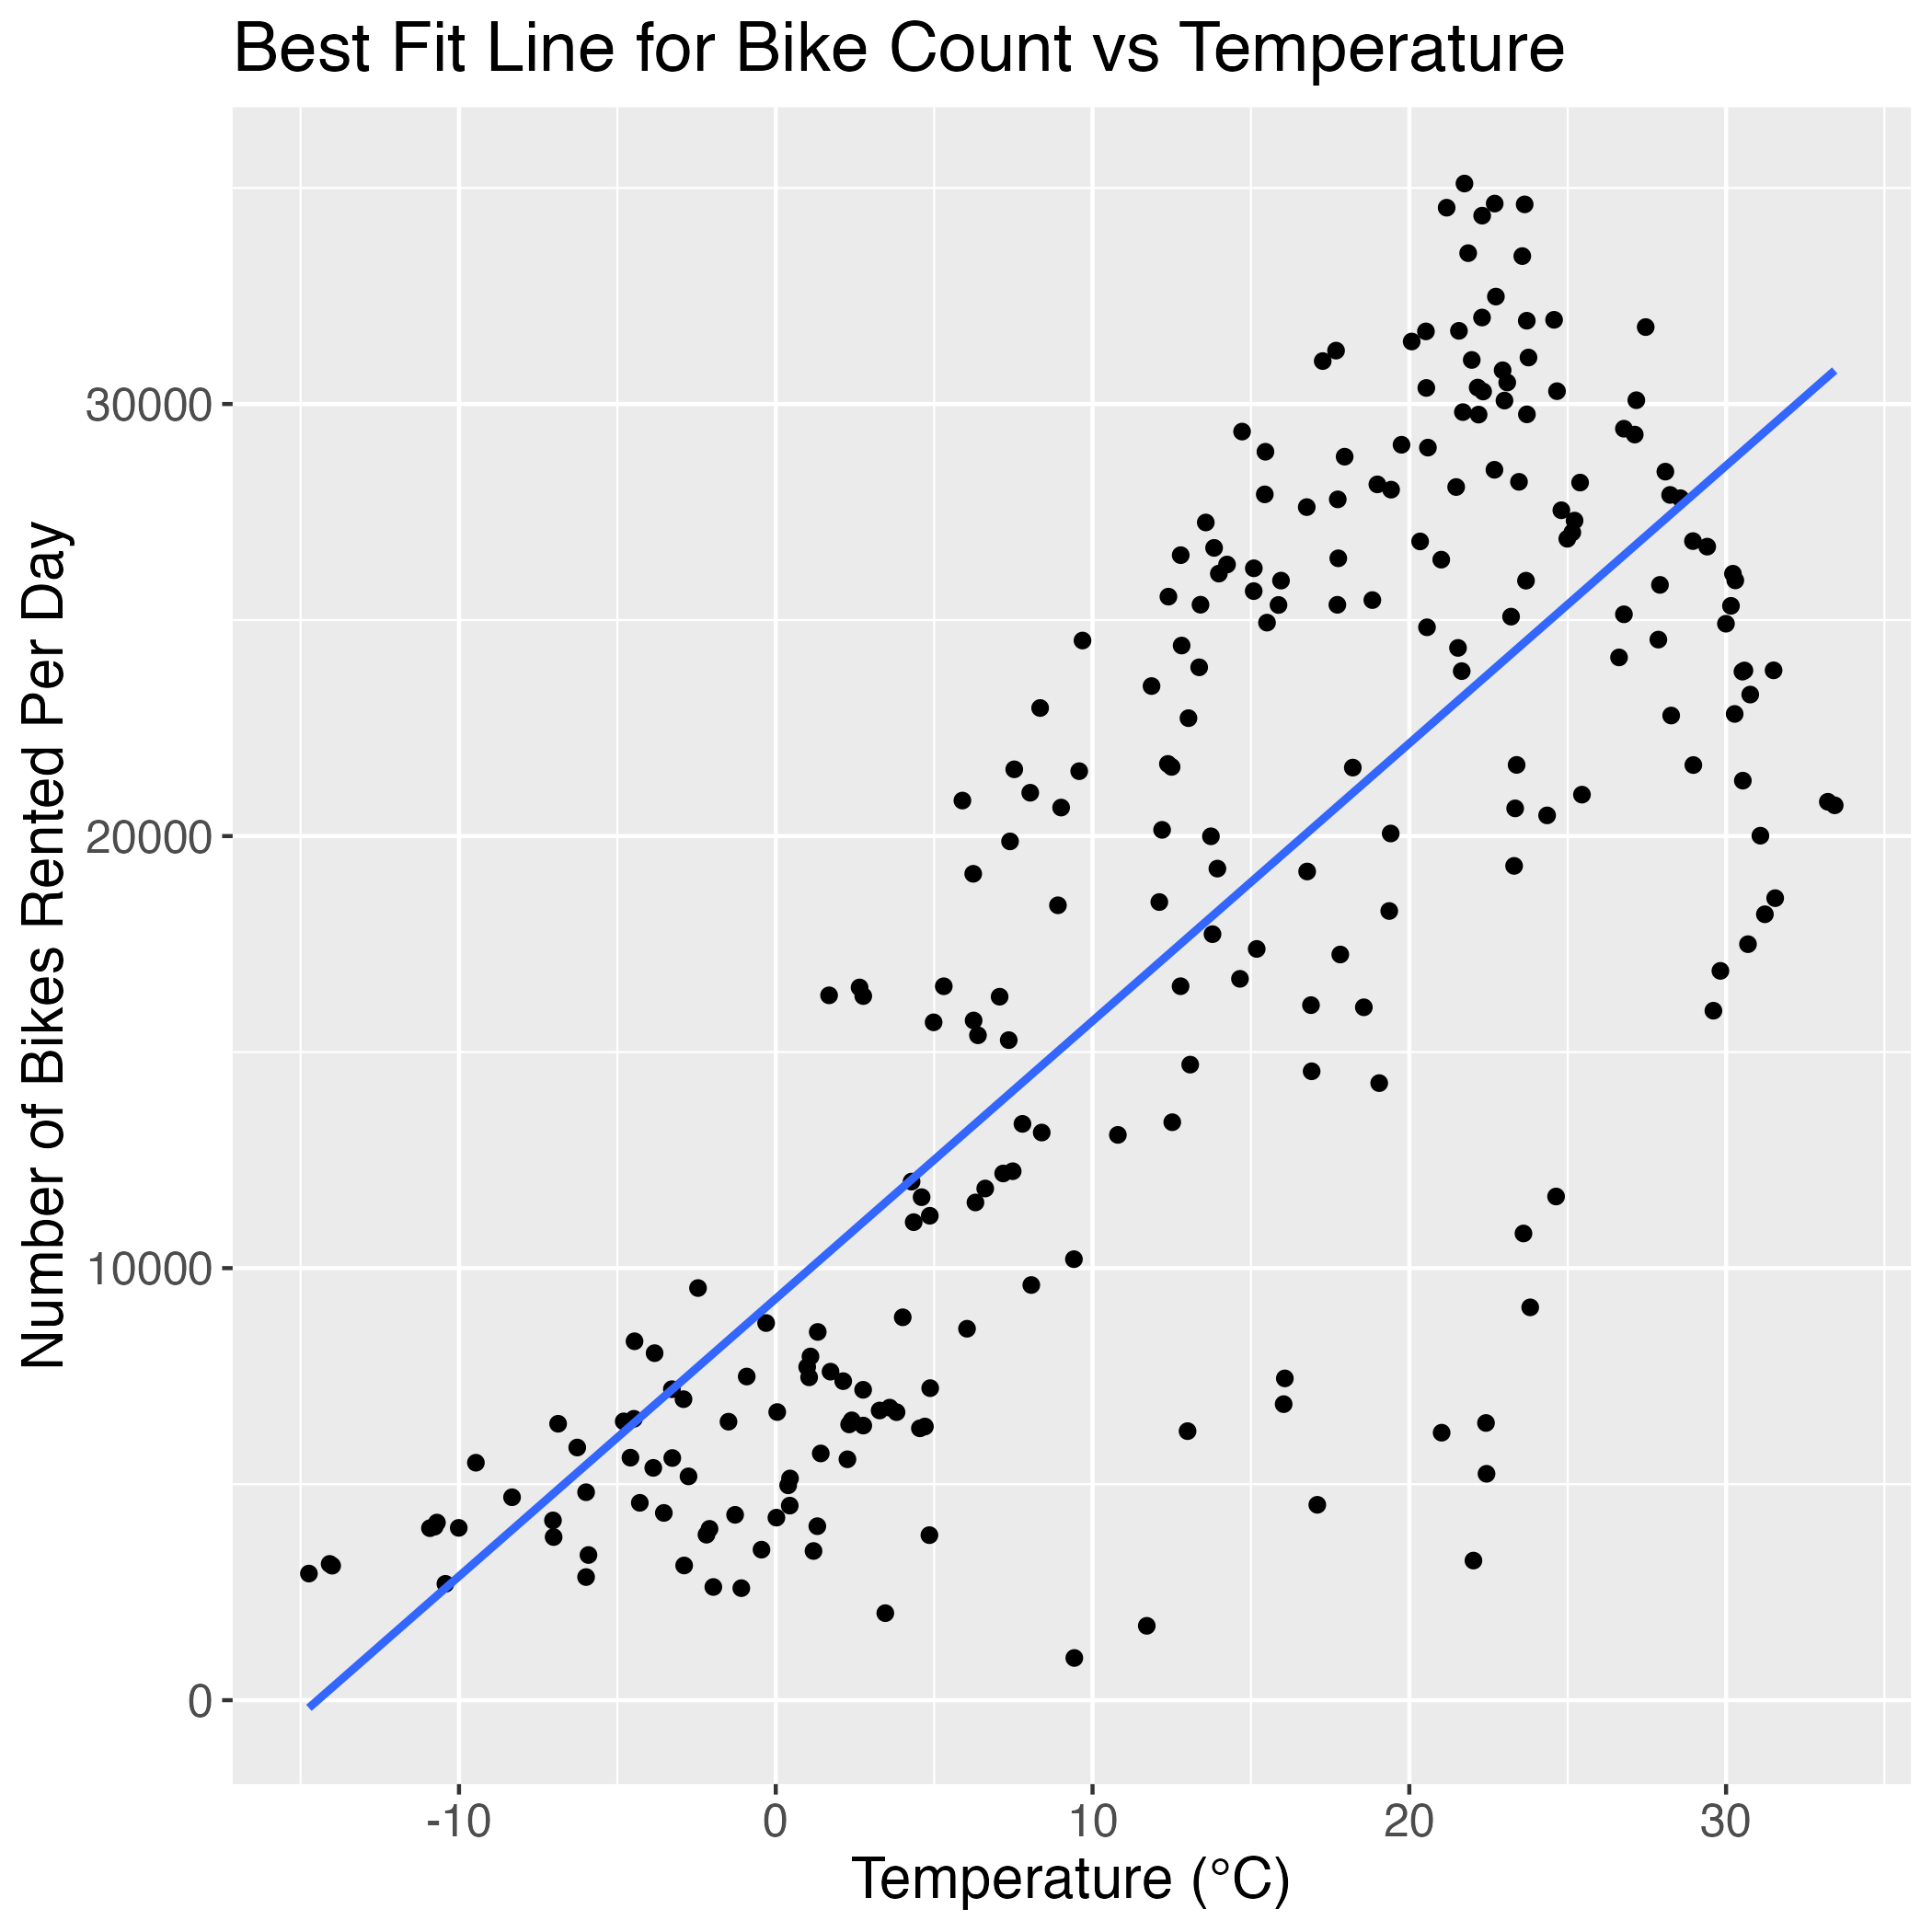 Best Fit Line for Bike Count vs Temperature
Number of Bikes Rented Per Day
30000
20000
10000
0
-10 0 10 20 30
Temperature (°C)